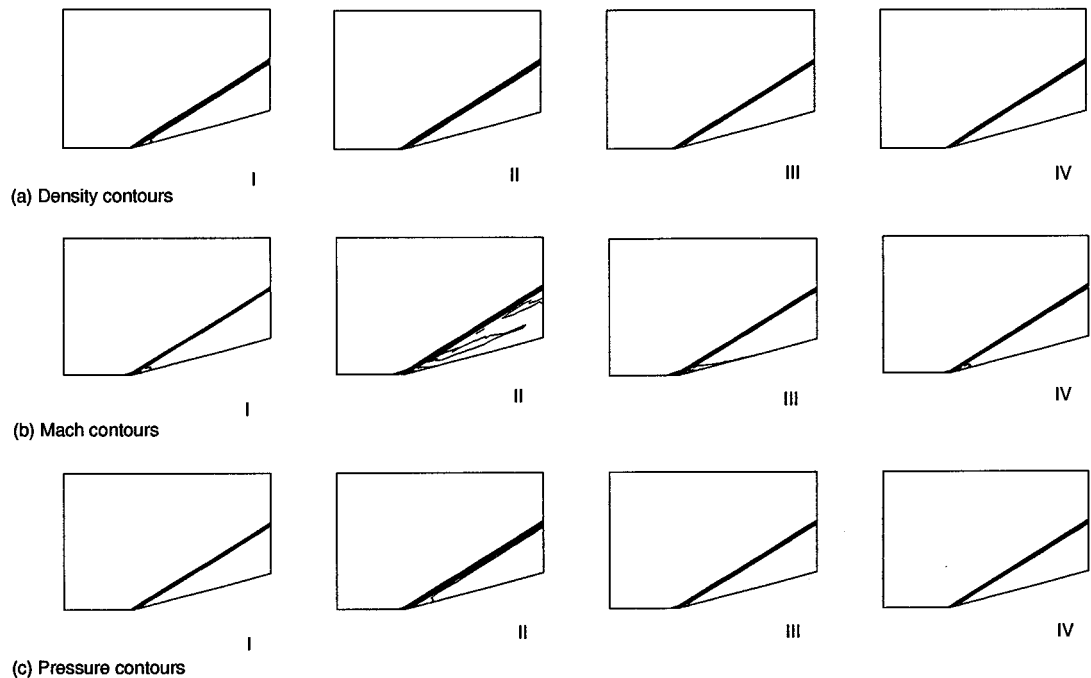 I II III IV
(a) Density contours
I II III IV
(b) Mach contours
I II III IV
(c) Pressure contours